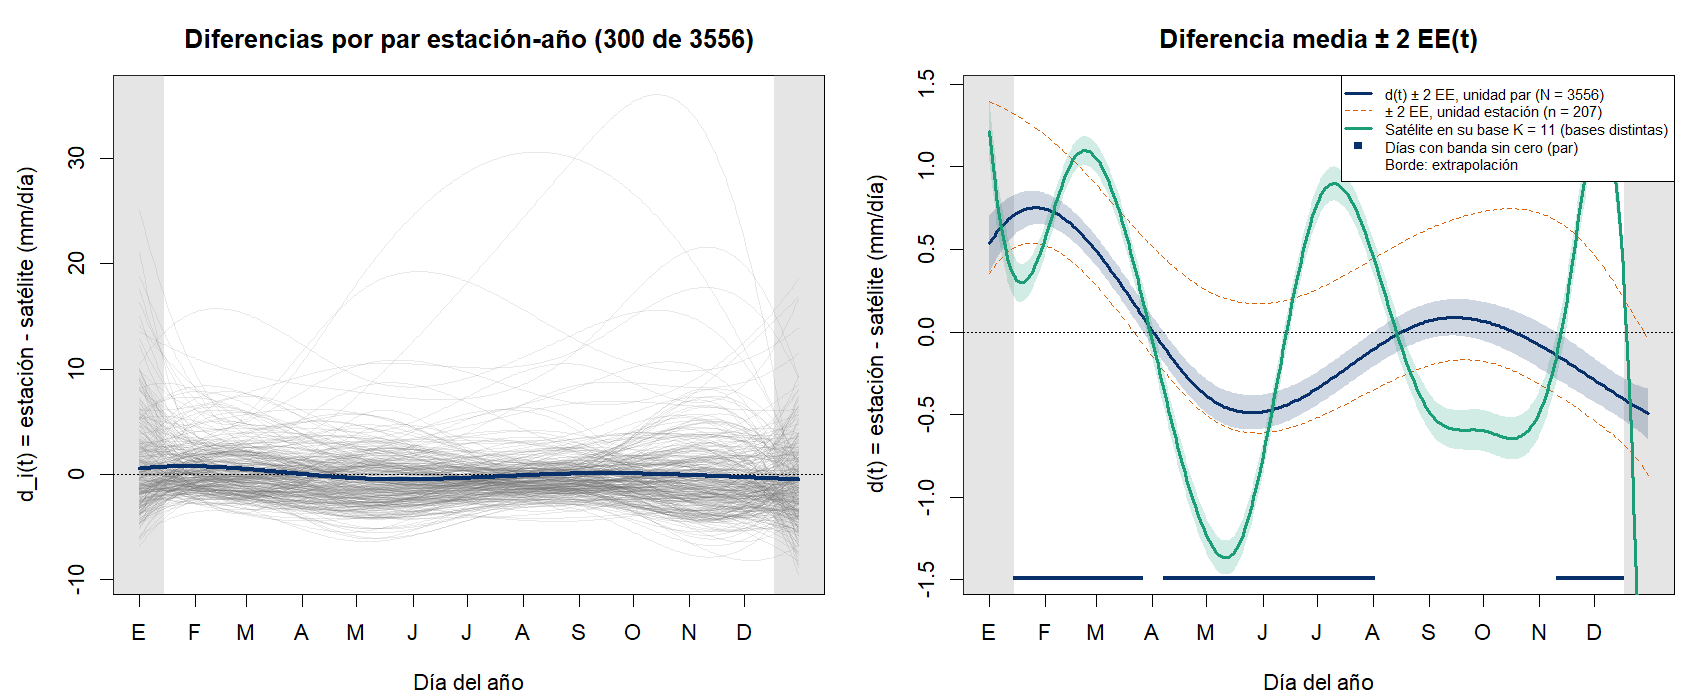 Diferencias por par estación-año (300 de 3556)
d_i(t) = estación - satélite (mm/día)
30
20
10
0
-10
E F M A M J J A S O N D
Día del año
Diferencia media ± 2 EE(t)
d(t) = estación - satélite (mm/día)
1.5
1.0
0.5
0.0
-0.5
-1.0
-1.5
d(t) ± 2 EE, unidad par (N = 3556)
± 2 EE, unidad estación (n = 207)
Satélite en su base K = 11 (bases distintas)
Días con banda sin cero (par)
Borde: extrapolación
E F M A M J J A S O N D
Día del año